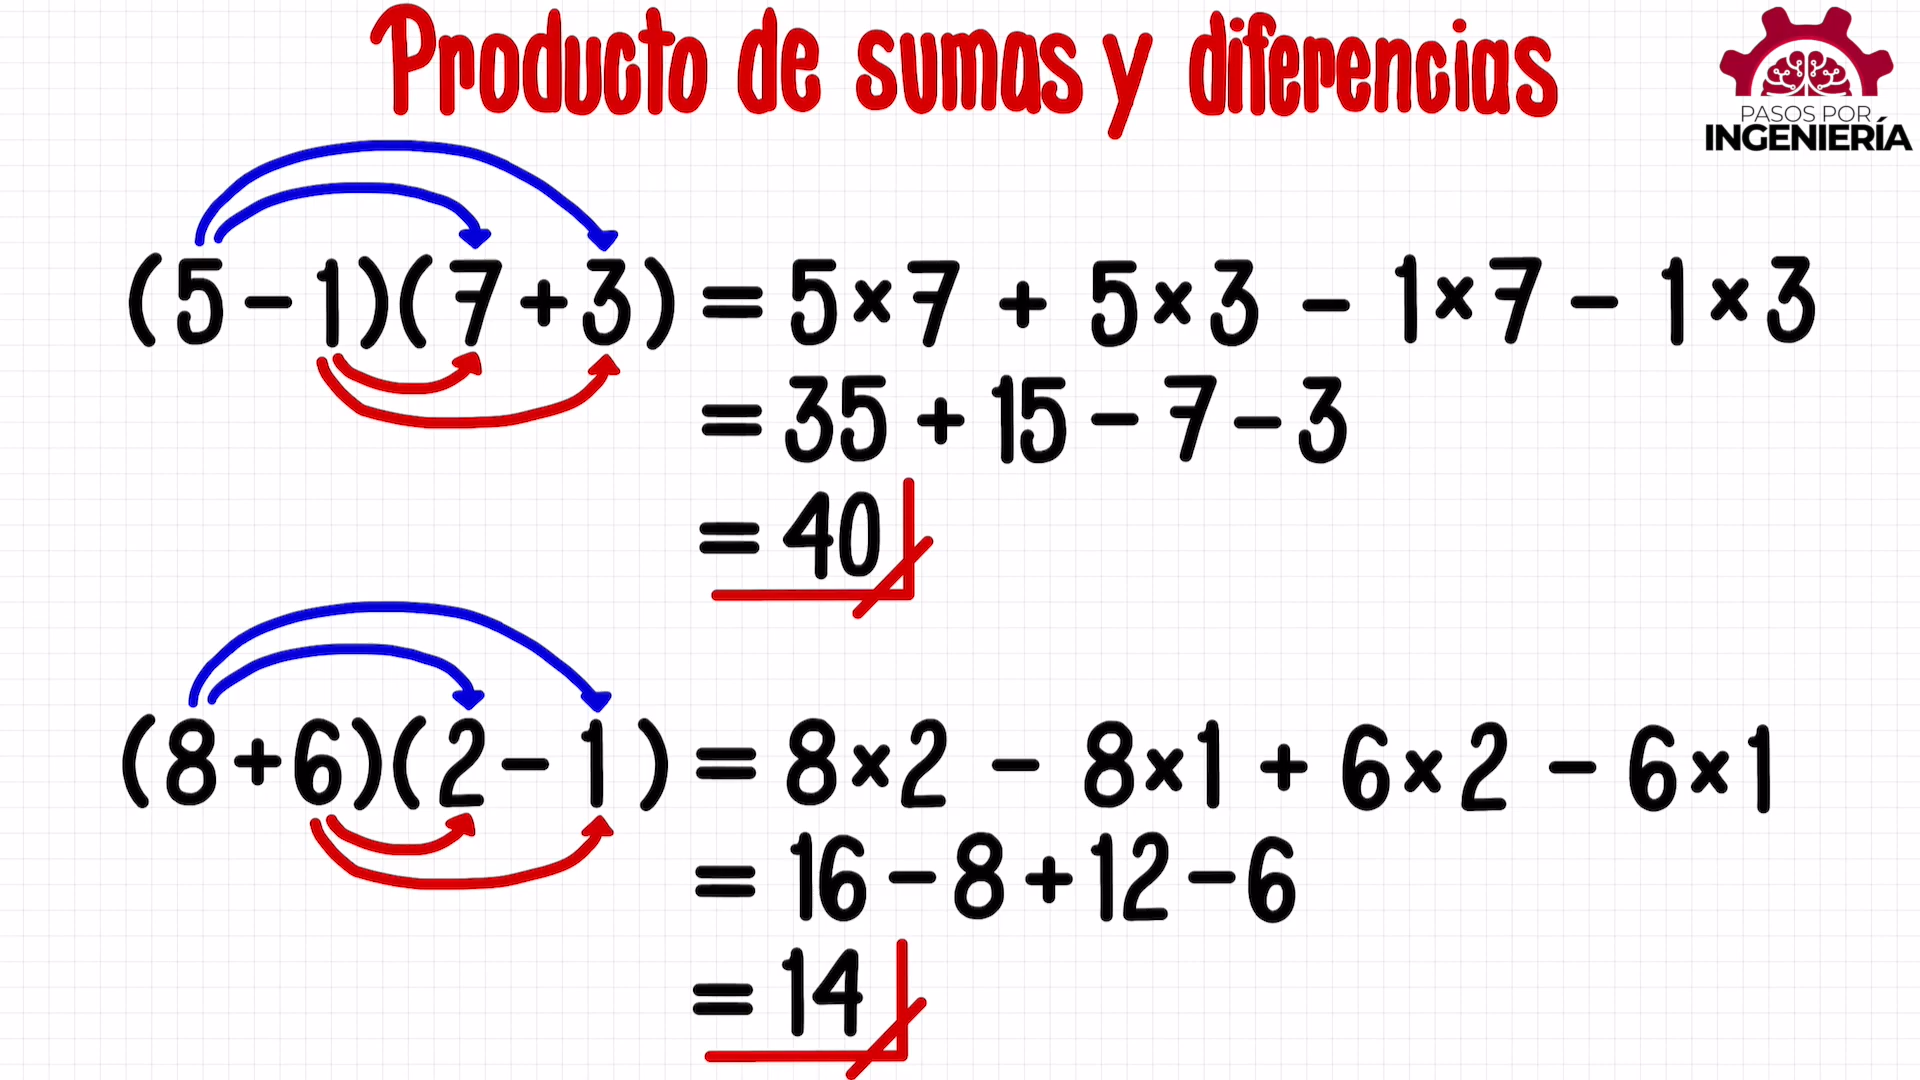 Producto de sumas y diferencias
PASOS POR
INGENIERÍA
(5-1)(7+3) = 5×7 + 5×3 - 1×7 - 1×3
= 35 + 15 - 7 - 3
= 40
(8+6)(2-1) = 8×2 - 8×1 + 6×2 - 6×1
= 16 - 8 + 12 - 6
= 14